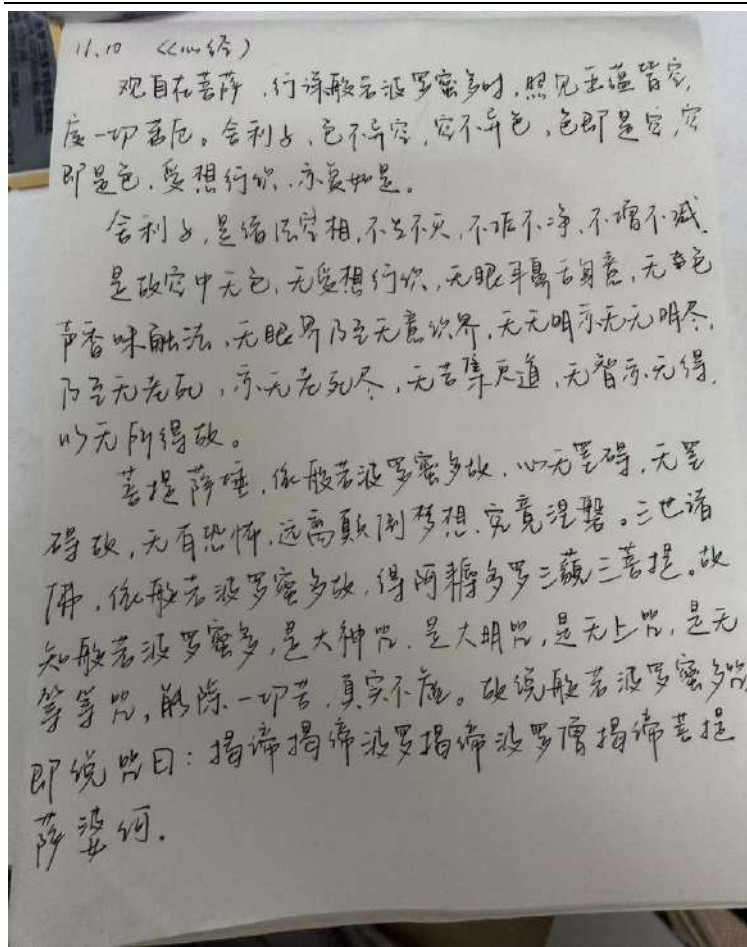 11.10 《心经》
观自在菩萨,行深般若波罗蜜多时,照见五蕴皆空,
度一切苦厄。舍利子,色不异空,空不异色,色即是空,空
即是色,受想行识,亦复如是。
舍利子,是诸法空相,不生不灭,不垢不净,不增不减.
是故空中无色,无受想行识,无眼耳鼻舌身意,无色
声香味触法,无眼界乃至无意识界,无无明亦无无明尽,
乃至无老死,亦无老死尽,无苦集灭道,无智亦无得,
以无所得故。
菩提萨埵,依般若波罗蜜多故,心无罣碍,无罣
碍故,无有恐怖,远离颠倒梦想,究竟涅磐。三世诸
佛,依般若波罗蜜多故,得阿耨多罗三藐三菩提。故
知般若波罗蜜多,是大神咒,是大明咒,是无上咒,是无
等等咒,能除一切苦,真实不虚。故说般若波罗蜜多咒
即说咒曰:揭谛揭谛波罗揭谛波罗僧揭谛菩提
萨婆诃.